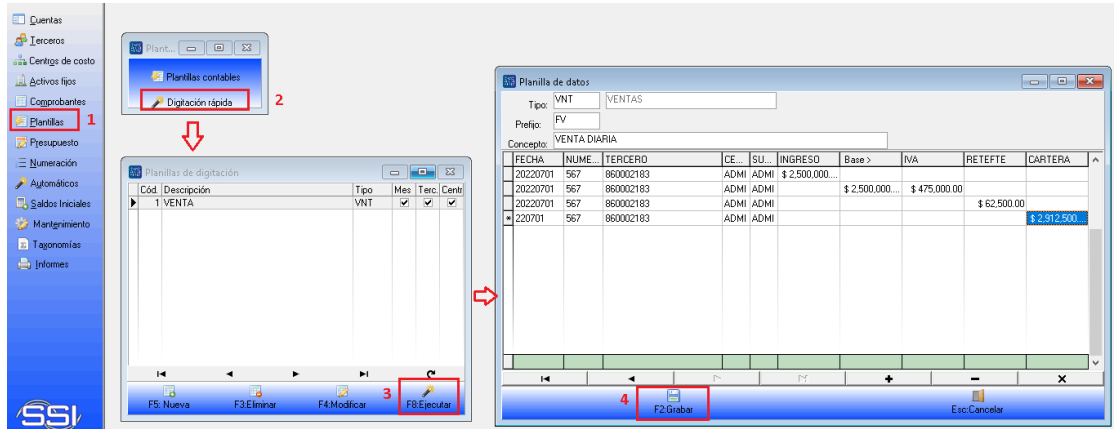 Cuentas
Terceros
Centros de costo
Activos fijos
Comprobantes
Plantillas 1
Presupuesto
Numeración
Automáticos
Saldos Iniciales
Mantenimiento
Taxonomías
Informes
SSI
Plant...
Plantillas contables
Digitación rápida 2
Planillas de digitación
Cód. Descripción Tipo Mes Terc. Centr
1 VENTA VNT
3
F5: Nueva F3:Eliminar F4:Modificar F8:Ejecutar
Planilla de datos
Tipo: VNT VENTAS
Prefijo: FV
Concepto: VENTA DIARIA
FECHA NUME... TERCERO CE... SU... INGRESO Base > IVA RETEFTE CARTERA
20220701 567 860002183 ADMI ADMI $ 2,500,000....
20220701 567 860002183 ADMI ADMI $ 2,500,000.... $ 475,000.00
20220701 567 860002183 ADMI ADMI $ 62,500.00
* 220701 567 860002183 ADMI ADMI $ 2,912,500....
4
F2:Grabar Esc:Cancelar